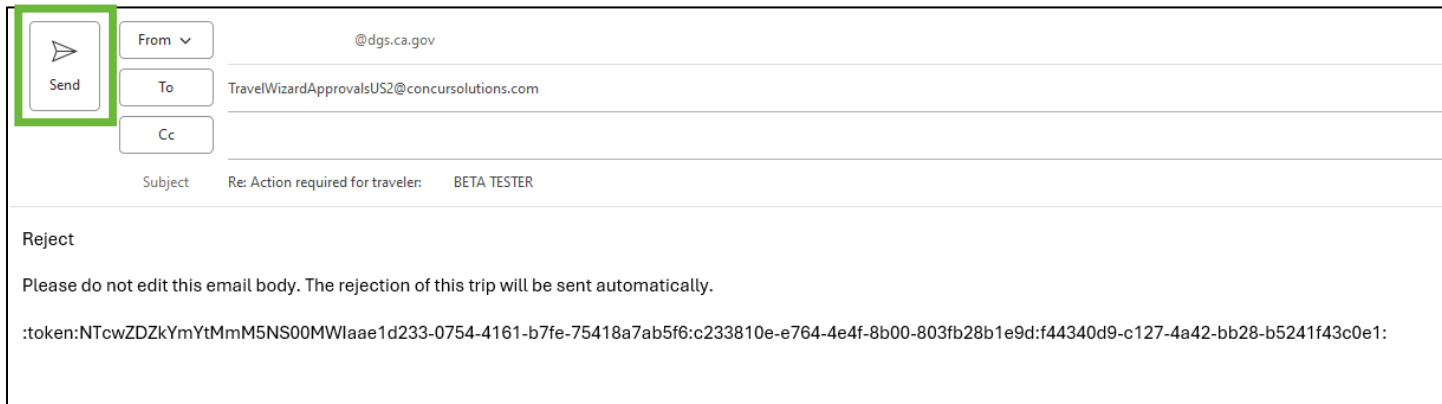 Send
From
@dgs.ca.gov
To
TravelWizardApprovalsUS2@concursolutions.com
Cc
Subject Re: Action required for traveler: BETA TESTER
Reject
Please do not edit this email body. The rejection of this trip will be sent automatically.
:token:NTcwZDZkYmYtMmM5NS00MWIaae1d233-0754-4161-b7fe-75418a7ab5f6:c233810e-e764-4e4f-8b00-803fb28b1e9d:f44340d9-c127-4a42-bb28-b5241f43c0e1: